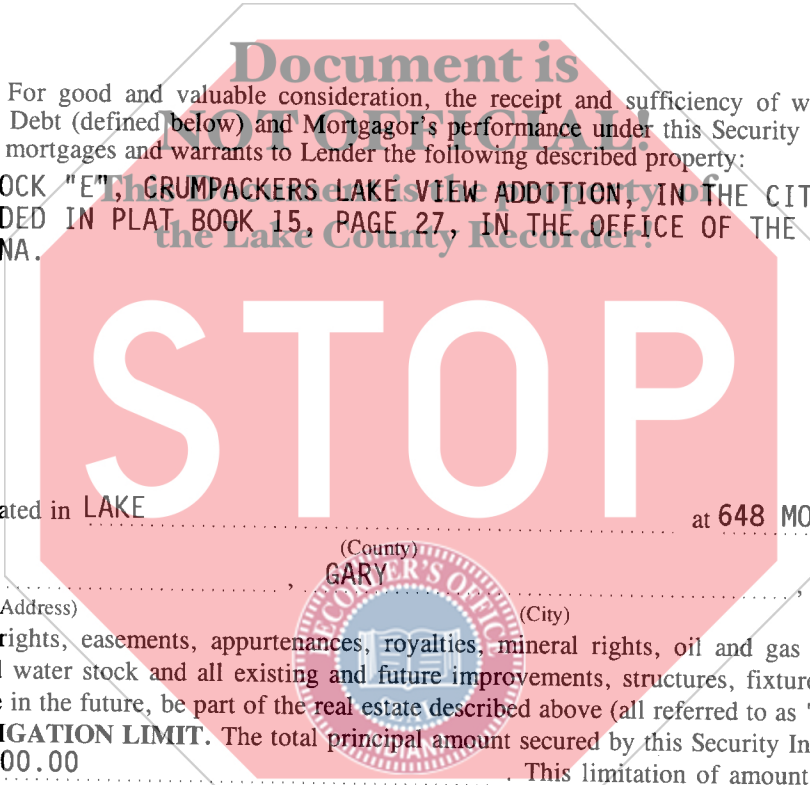 Document is
For good and valuable consideration, the receipt and sufficiency of w
NOT OFFICIAL!
Debt (defined below) and Mortgagor's performance under this Security
mortgages and warrants to Lender the following described property:
This Document is the property of
OCK "E", CRUMPACKERS LAKE VIEW ADDITION, IN THE CIT
DED IN PLAT BOOK 15, PAGE 27, IN THE OFFICE OF THE
the Lake County Recorder!
NA.
STOP
ated in LAKE at 648 MO
(County)
, GARY ,
Address) (City)
RECORDER'S OFFICE
rights, easements, appurtenances, royalties, mineral rights, oil and gas
l water stock and all existing and future improvements, structures, fixture
e in the future, be part of the real estate described above (all referred to as "
IGATION LIMIT. The total principal amount secured by this Security In
00.00 . This limitation of amount